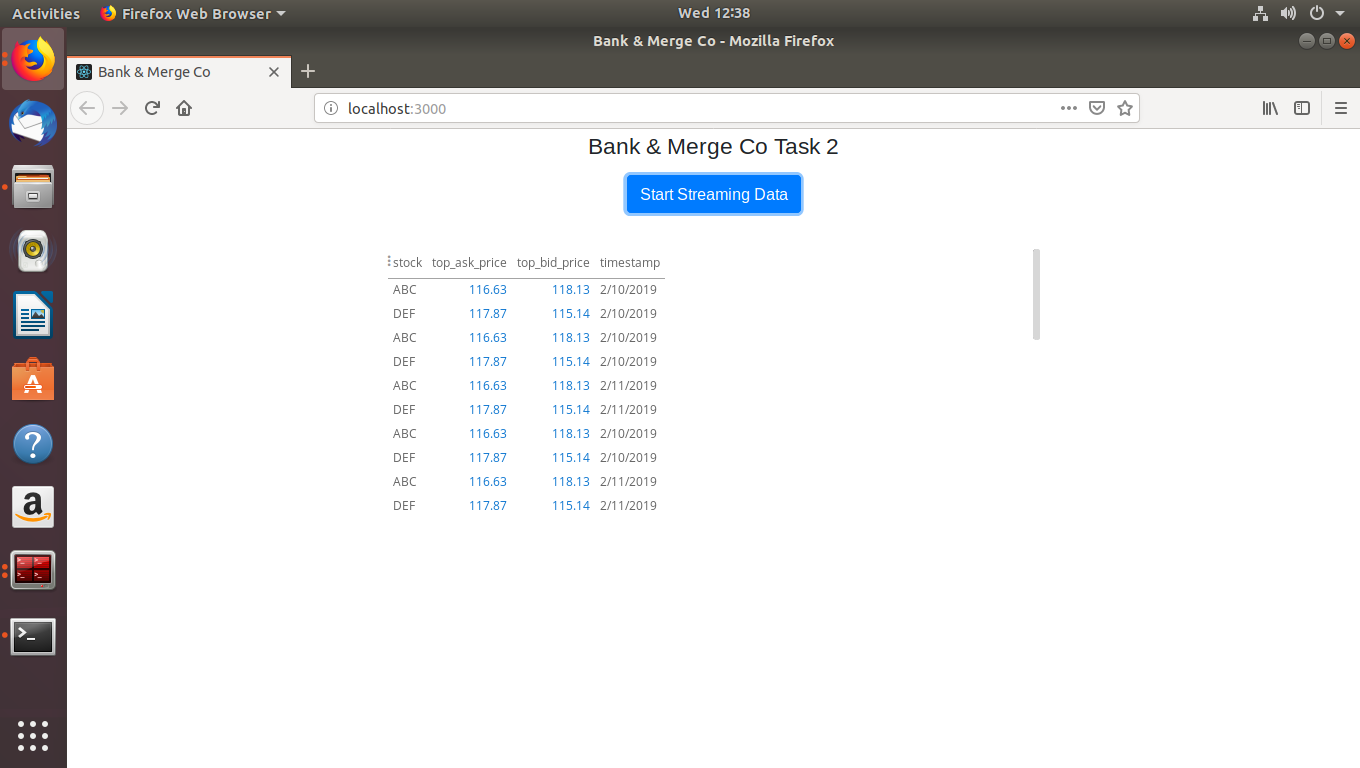 Activities Firefox Web Browser Wed 12:38
Bank & Merge Co - Mozilla Firefox
Bank & Merge Co
localhost:3000
Bank & Merge Co Task 2
Start Streaming Data
stock top_ask_price top_bid_price timestamp
ABC 116.63 118.13 2/10/2019
DEF 117.87 115.14 2/10/2019
ABC 116.63 118.13 2/10/2019
DEF 117.87 115.14 2/10/2019
ABC 116.63 118.13 2/11/2019
DEF 117.87 115.14 2/11/2019
ABC 116.63 118.13 2/10/2019
DEF 117.87 115.14 2/10/2019
ABC 116.63 118.13 2/11/2019
DEF 117.87 115.14 2/11/2019